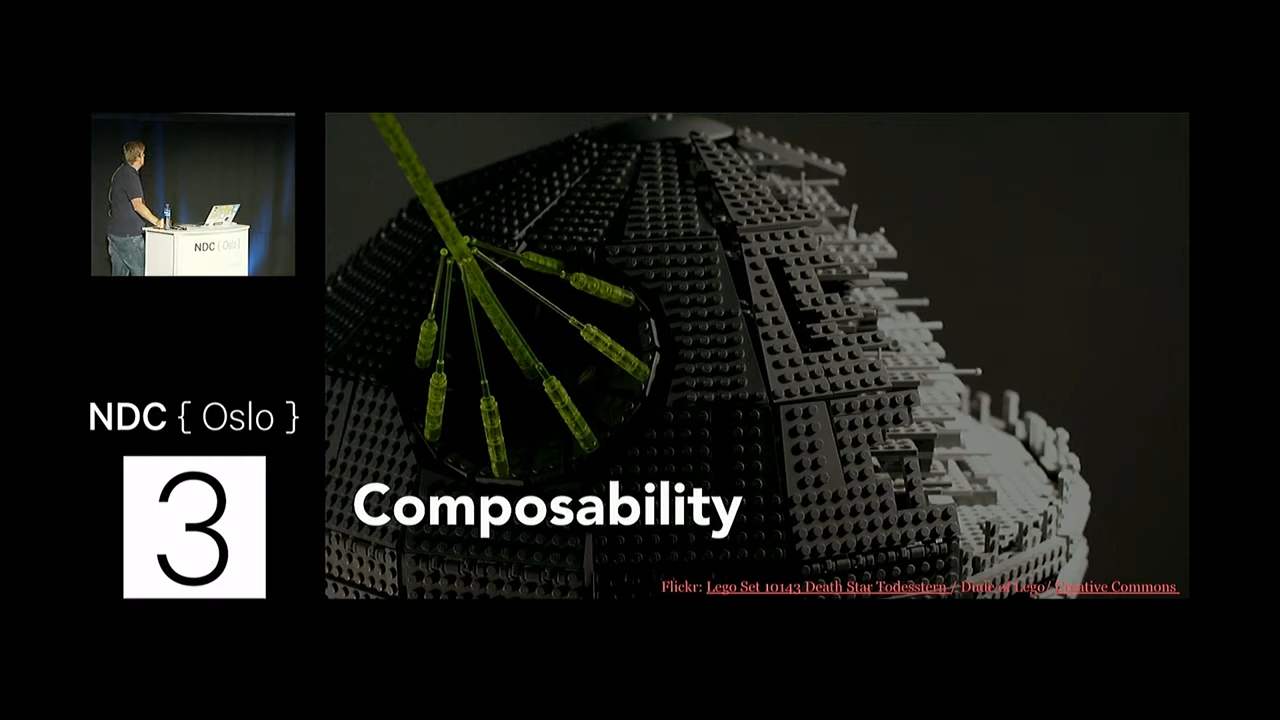 NDC { Oslo }
NDC { Oslo }
3
Composability
Flickr: Lego Set 10143 Death Star Todesstern / Dude of Lego/ Creative Commons